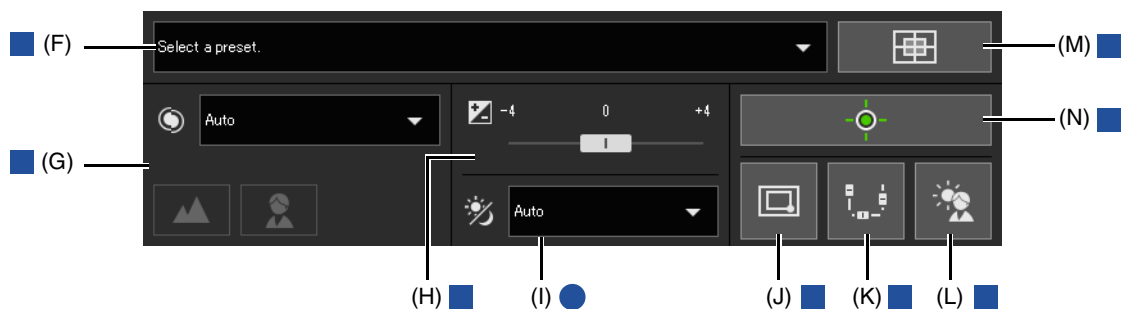 (F)
Select a preset.
(M)
Auto
-4 0 +4
(N)
(G)
Auto
(H)
(I)
(J)
(K)
(L)